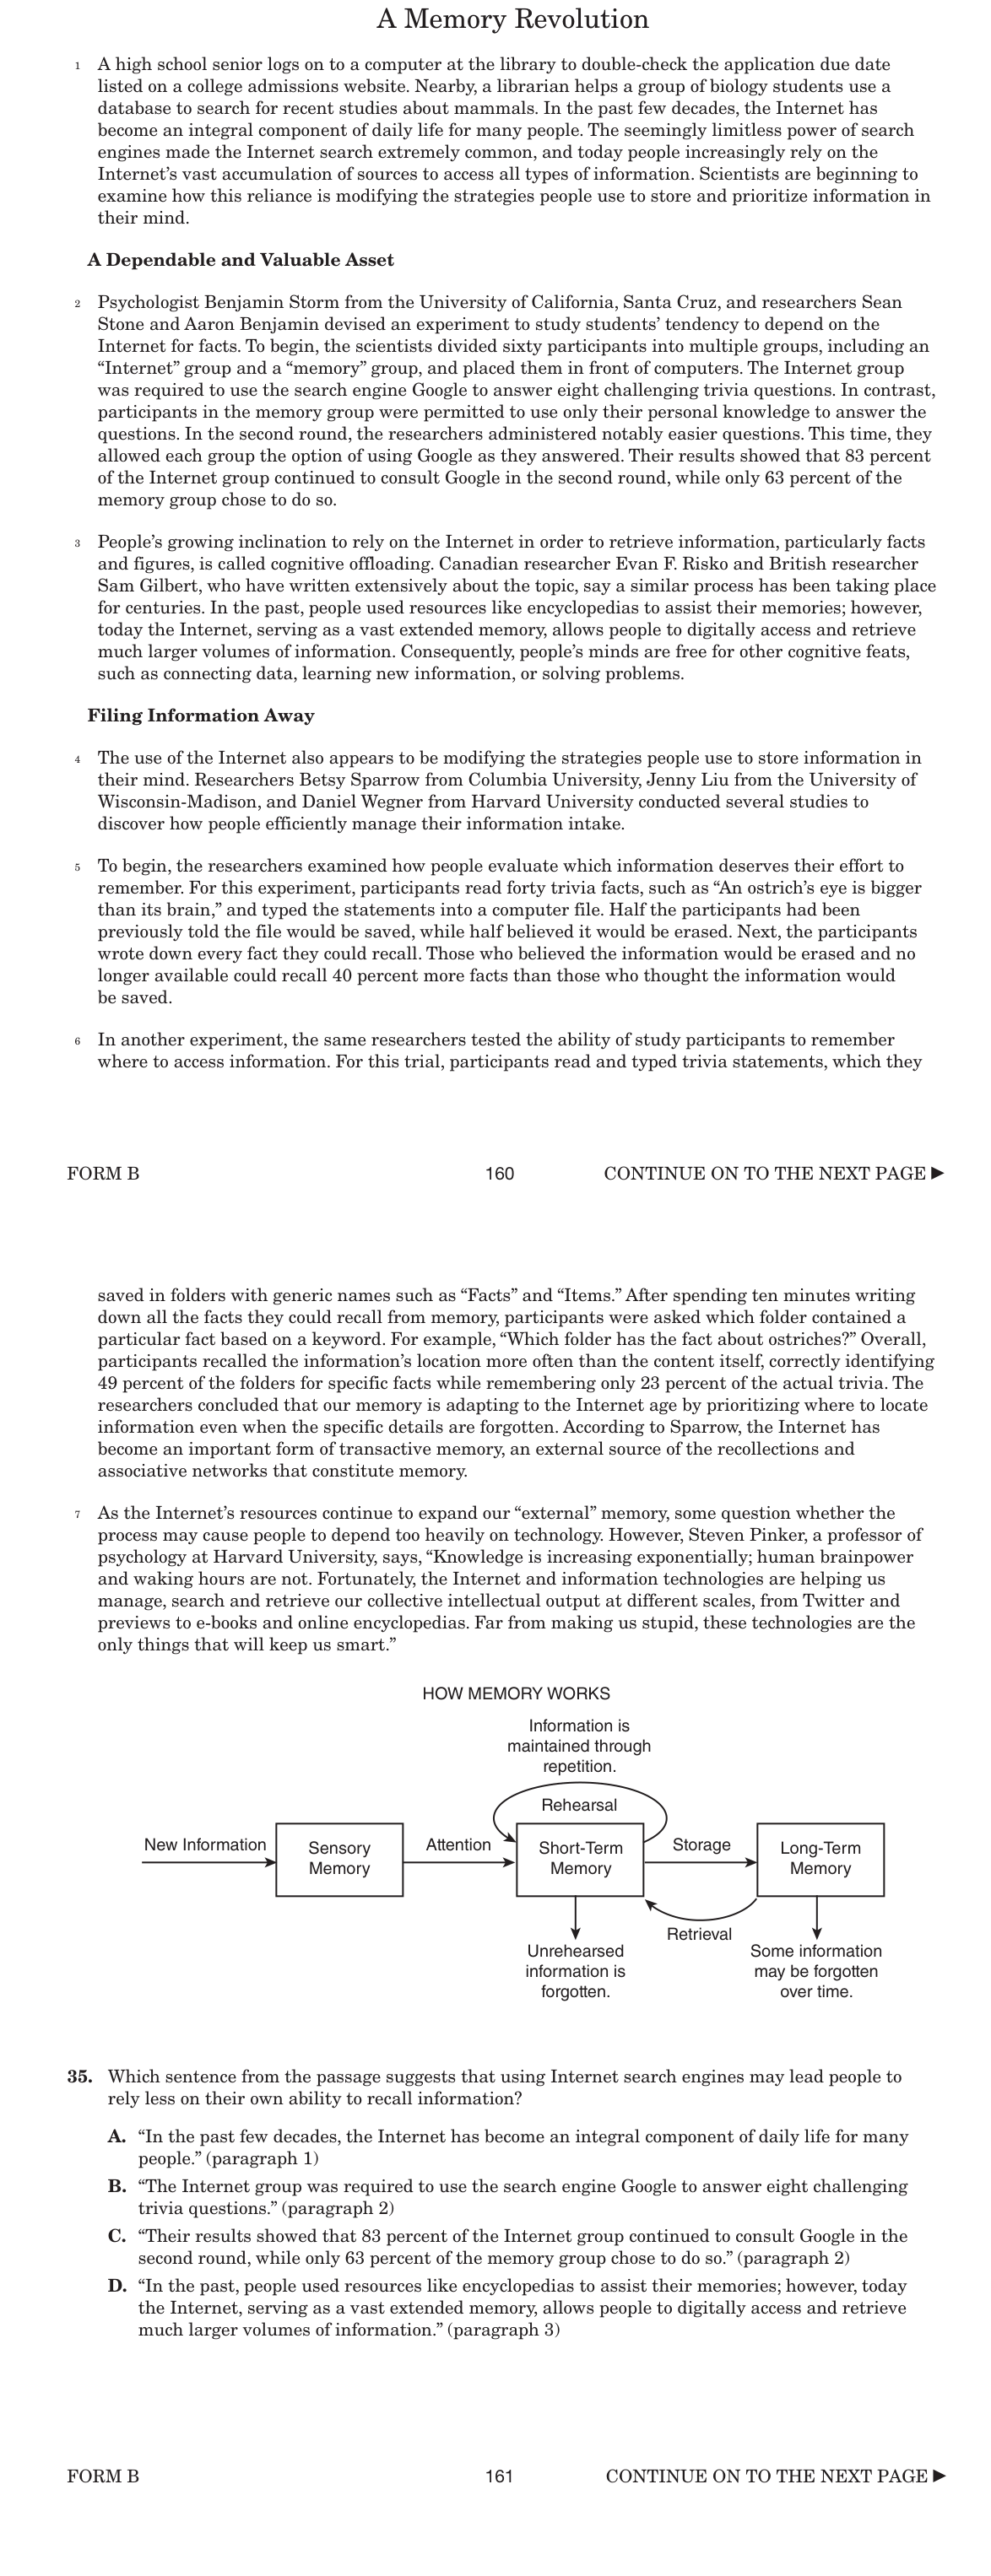 A Memory Revolution
1 A high school senior logs on to a computer at the library to double-check the application due date
listed on a college admissions website. Nearby, a librarian helps a group of biology students use a
database to search for recent studies about mammals. In the past few decades, the Internet has
become an integral component of daily life for many people. The seemingly limitless power of search
engines made the Internet search extremely common, and today people increasingly rely on the
Internet’s vast accumulation of sources to access all types of information. Scientists are beginning to
examine how this reliance is modifying the strategies people use to store and prioritize information in
their mind.
A Dependable and Valuable Asset
2 Psychologist Benjamin Storm from the University of California, Santa Cruz, and researchers Sean
Stone and Aaron Benjamin devised an experiment to study students’ tendency to depend on the
Internet for facts. To begin, the scientists divided sixty participants into multiple groups, including an
“Internet” group and a “memory” group, and placed them in front of computers. The Internet group
was required to use the search engine Google to answer eight challenging trivia questions. In contrast,
participants in the memory group were permitted to use only their personal knowledge to answer the
questions. In the second round, the researchers administered notably easier questions. This time, they
allowed each group the option of using Google as they answered. Their results showed that 83 percent
of the Internet group continued to consult Google in the second round, while only 63 percent of the
memory group chose to do so.
3 People’s growing inclination to rely on the Internet in order to retrieve information, particularly facts
and figures, is called cognitive offloading. Canadian researcher Evan F. Risko and British researcher
Sam Gilbert, who have written extensively about the topic, say a similar process has been taking place
for centuries. In the past, people used resources like encyclopedias to assist their memories; however,
today the Internet, serving as a vast extended memory, allows people to digitally access and retrieve
much larger volumes of information. Consequently, people’s minds are free for other cognitive feats,
such as connecting data, learning new information, or solving problems.
Filing Information Away
4 The use of the Internet also appears to be modifying the strategies people use to store information in
their mind. Researchers Betsy Sparrow from Columbia University, Jenny Liu from the University of
Wisconsin-Madison, and Daniel Wegner from Harvard University conducted several studies to
discover how people efficiently manage their information intake.
5 To begin, the researchers examined how people evaluate which information deserves their effort to
remember. For this experiment, participants read forty trivia facts, such as “An ostrich’s eye is bigger
than its brain,” and typed the statements into a computer file. Half the participants had been
previously told the file would be saved, while half believed it would be erased. Next, the participants
wrote down every fact they could recall. Those who believed the information would be erased and no
longer available could recall 40 percent more facts than those who thought the information would
be saved.
6 In another experiment, the same researchers tested the ability of study participants to remember
where to access information. For this trial, participants read and typed trivia statements, which they
FORM B 160 CONTINUE ON TO THE NEXT PAGE ►
saved in folders with generic names such as “Facts” and “Items.” After spending ten minutes writing
down all the facts they could recall from memory, participants were asked which folder contained a
particular fact based on a keyword. For example, “Which folder has the fact about ostriches?” Overall,
participants recalled the information’s location more often than the content itself, correctly identifying
49 percent of the folders for specific facts while remembering only 23 percent of the actual trivia. The
researchers concluded that our memory is adapting to the Internet age by prioritizing where to locate
information even when the specific details are forgotten. According to Sparrow, the Internet has
become an important form of transactive memory, an external source of the recollections and
associative networks that constitute memory.
7 As the Internet’s resources continue to expand our “external” memory, some question whether the
process may cause people to depend too heavily on technology. However, Steven Pinker, a professor of
psychology at Harvard University, says, “Knowledge is increasing exponentially; human brainpower
and waking hours are not. Fortunately, the Internet and information technologies are helping us
manage, search and retrieve our collective intellectual output at different scales, from Twitter and
previews to e-books and online encyclopedias. Far from making us stupid, these technologies are the
only things that will keep us smart.”
HOW MEMORY WORKS
Information is
maintained through
repetition.
Rehearsal
New Information
Sensory
Memory
Attention
Short-Term
Memory
Storage
Long-Term
Memory
Retrieval
Unrehearsed
information is
forgotten.
Some information
may be forgotten
over time.
35. Which sentence from the passage suggests that using Internet search engines may lead people to
rely less on their own ability to recall information?
A. “In the past few decades, the Internet has become an integral component of daily life for many
people.” (paragraph 1)
B. “The Internet group was required to use the search engine Google to answer eight challenging
trivia questions.” (paragraph 2)
C. “Their results showed that 83 percent of the Internet group continued to consult Google in the
second round, while only 63 percent of the memory group chose to do so.” (paragraph 2)
D. “In the past, people used resources like encyclopedias to assist their memories; however, today
the Internet, serving as a vast extended memory, allows people to digitally access and retrieve
much larger volumes of information.” (paragraph 3)
FORM B 161 CONTINUE ON TO THE NEXT PAGE ►